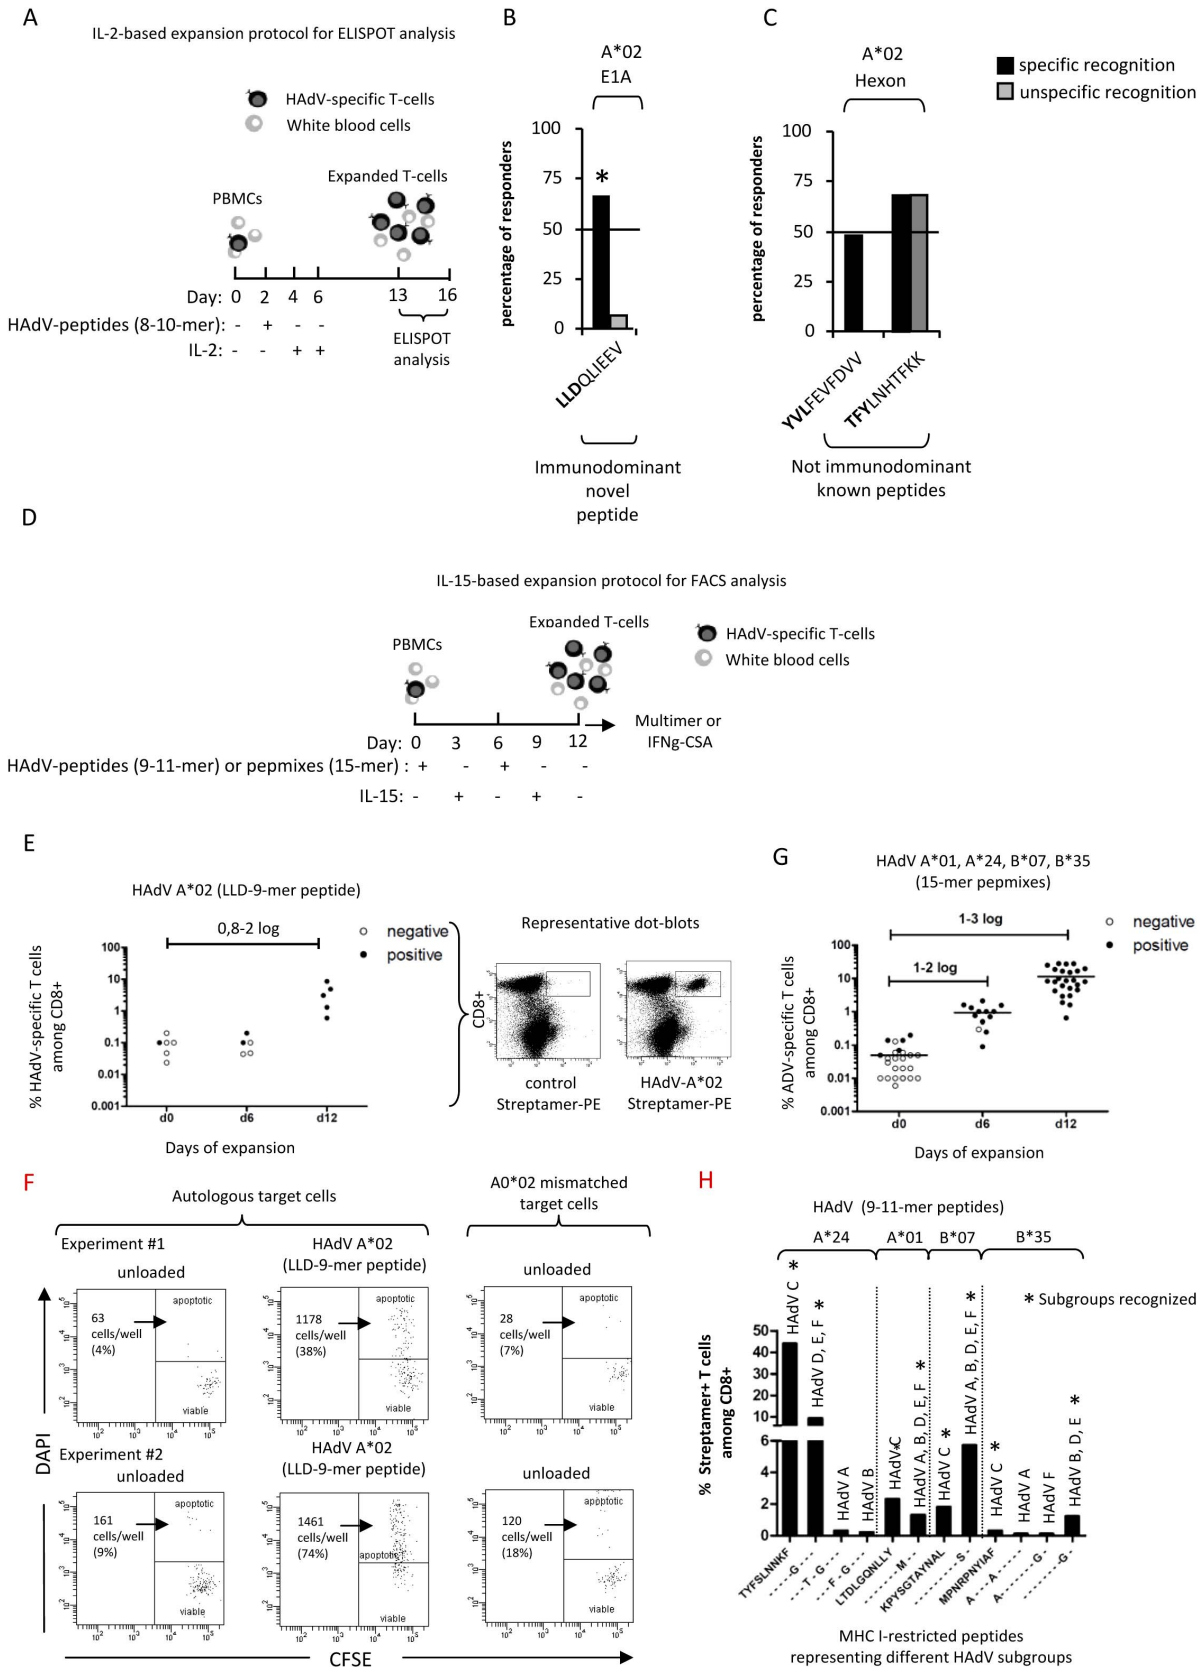 A
IL-2-based expansion protocol for ELISPOT analysis
HAdV-specific T-cells
White blood cells
Expanded T-cells
PBMCs
Day: 0 2 4 6 13 16
HAdV-peptides (8-10-mer): - + - -
IL-2: - - + +
ELISPOT
analysis
B
A*02
E1A
percentage of responders
100
75
50
25
0
*
LLDQLIEEV
Immunodominant
novel
peptide
C
A*02
Hexon
specific recognition
unspecific recognition
percentage of responders
100
75
50
25
0
YVLFEVFDVV
TFYLNHTFKK
Not immunodominant
known peptides
D
IL-15-based expansion protocol for FACS analysis
Expanded T-cells
PBMCs
HAdV-specific T-cells
White blood cells
Multimer or
IFNg-CSA
Day: 0 3 6 9 12
HAdV-peptides (9-11-mer) or pepmixes (15-mer) : + - + - -
IL-15: - + - + -
E
HAdV A*02 (LLD-9-mer peptide)
0,8-2 log
negative
positive
% HAdV-specific T cells
among CD8+
100
10
1
0.1
0.01
0.001
d0 d6 d12
Days of expansion
Representative dot-blots
CD8+
control
Streptamer-PE
HAdV-A*02
Streptamer-PE
G
HAdV A*01, A*24, B*07, B*35
(15-mer pepmixes)
1-3 log
1-2 log
negative
positive
% ADV-specific T cells
among CD8+
100
10
1
0.1
0.01
0.001
d0 d6 d12
Days of expansion
F
Autologous target cells
A0*02 mismatched
target cells
Experiment #1
unloaded
HAdV A*02
(LLD-9-mer peptide)
unloaded
63
cells/well
(4%)
apoptotic
viable
1178
cells/well
(38%)
apoptotic
viable
28
cells/well
(7%)
apoptotic
viable
Experiment #2
unloaded
HAdV A*02
(LLD-9-mer peptide)
unloaded
161
cells/well
(9%)
apoptotic
viable
1461
cells/well
(74%)
apoptotic
viable
120
cells/well
(18%)
apoptotic
viable
DAPI
CFSE
H
HAdV (9-11-mer peptides)
A*24 A*01 B*07 B*35
* Subgroups recognized
% Streptamer+ T cells
among CD8+
50
40
30
20
10
6
4
2
0
HAdV C *
HAdV D, E, F *
HAdV A
HAdV B
HAdV C *
HAdV A, B, D, E, F *
HAdV C *
HAdV A, B, D, E, F *
HAdV C *
HAdV A
HAdV F
HAdV B, D, E *
TYFSLNNKF
-----G---
---T-G---
---F-G---
LTDLGQNLLY
-------M--
KPYSGTAYNAL
---------S-
MPNRPNYIAF
A---A-----
A-------G-
--------G-
MHC I-restricted peptides
representing different HAdV subgroups